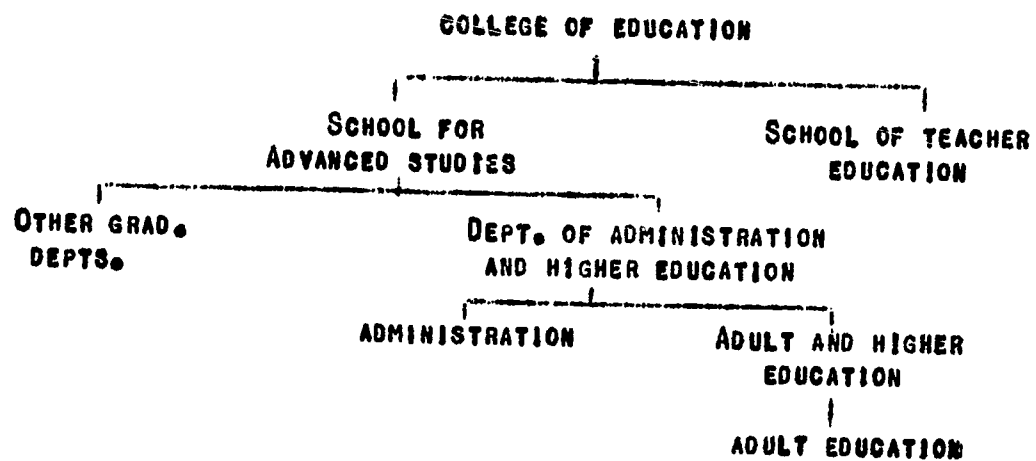 COLLEGE OF EDUCATION
SCHOOL FOR
ADVANCED STUDIES
SCHOOL OF TEACHER
EDUCATION
OTHER GRAD.
DEPTS.
DEPT. OF ADMINISTRATION
AND HIGHER EDUCATION
ADMINISTRATION
ADULT AND HIGHER
EDUCATION
ADULT EDUCATION